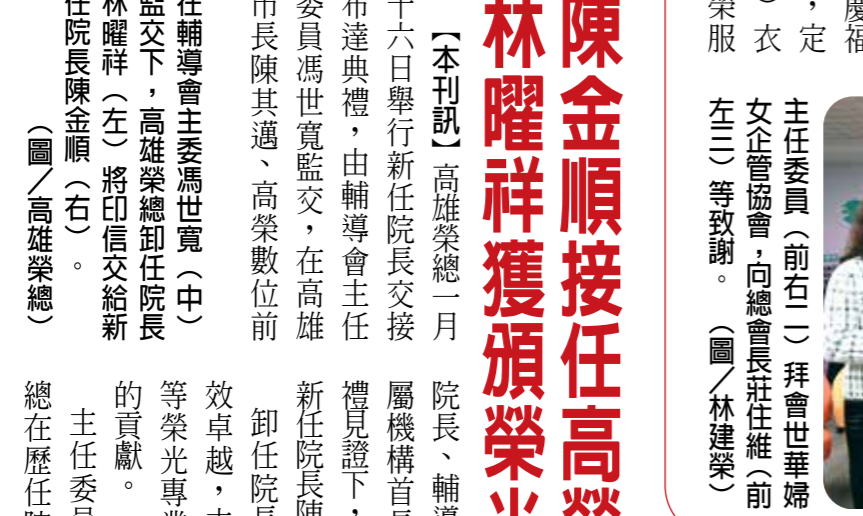 慶福
，定
）衣
榮服
主任委員（前右二）拜會世華婦
女企管協會，向總會長莊住維（前
左三）等致謝。　（圖／林建榮）
陳金順接任高榮
林曜祥獲頒榮光
【本刊訊】高雄榮總一月
十六日舉行新任院長交接
布達典禮，由輔導會主任
委員馮世寬監交，在高雄
市長陳其邁、高榮數位前
院長、輔導
屬機構首長
禮見證下，
新任院長陳
卸任院長
效卓越，
等榮光專業
的貢獻。
主任委員
總在歷任院
在輔導會主委馮世寬（中）
監交下，高雄榮總卸任院長
林曜祥（左）將印信交給新
任院長陳金順（右）。
（圖／高雄榮總）